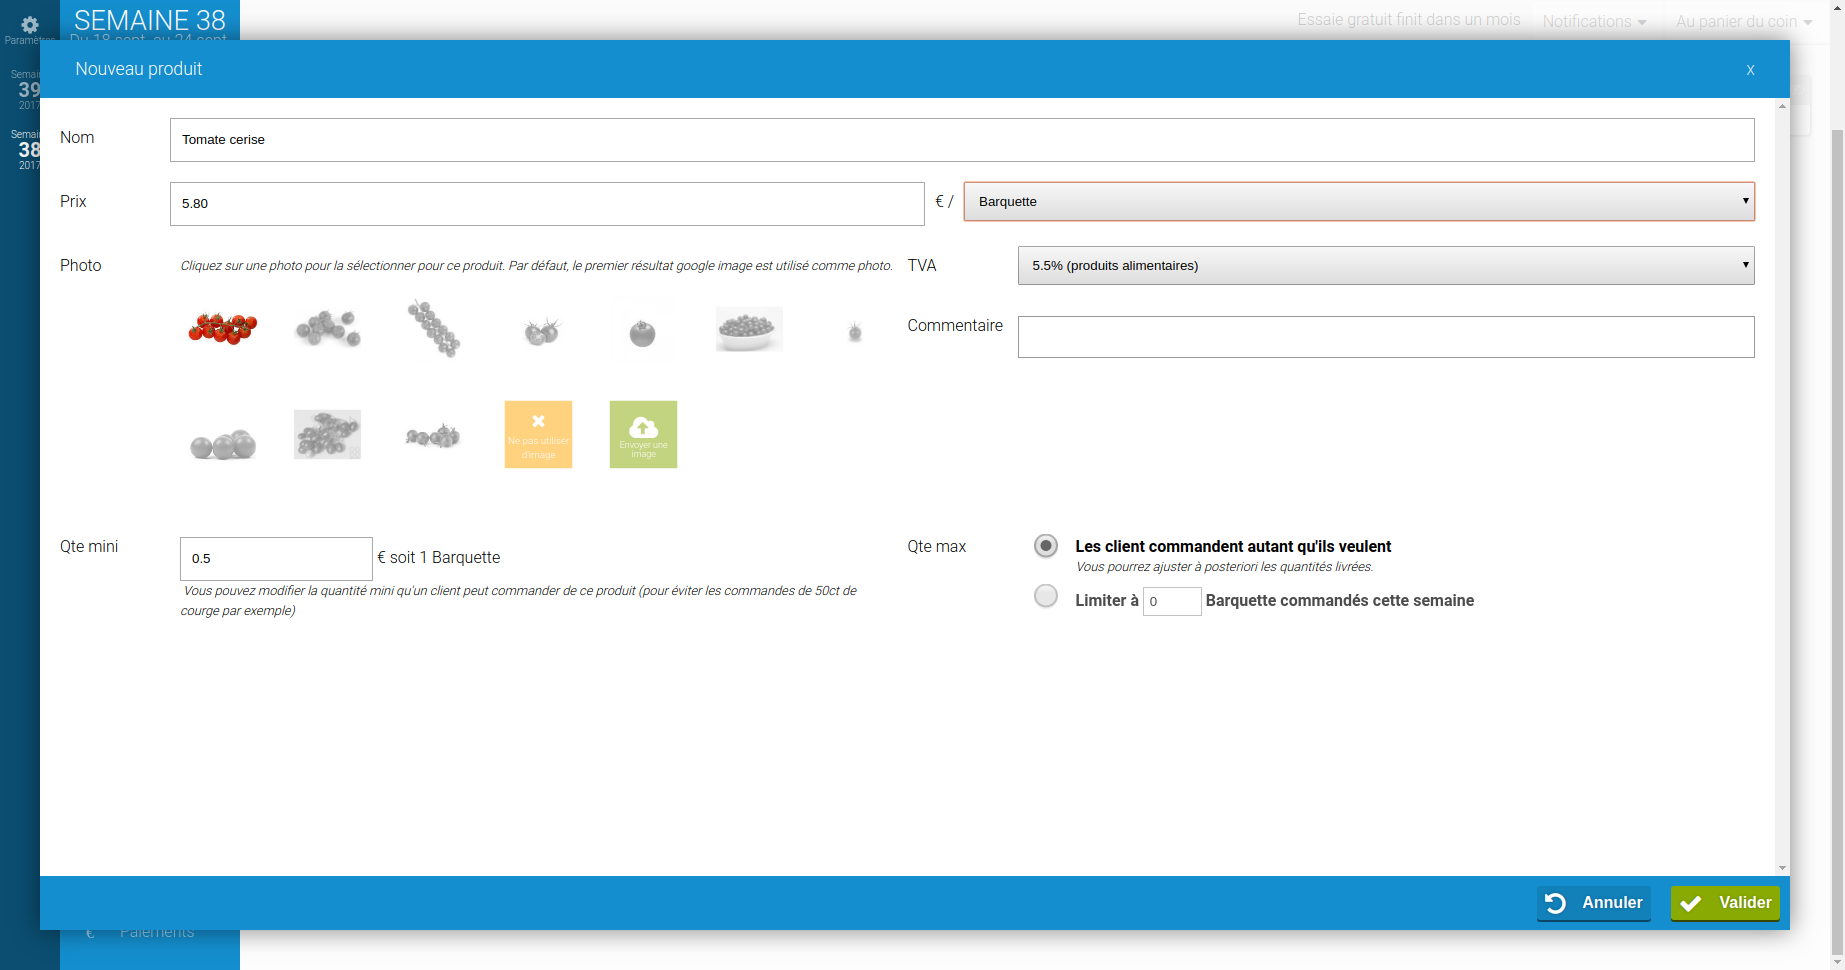 SEMAINE 38
Essaie gratuit finit dans un mois
Notifications
Au panier du coin
Paramètres
Du 18 sept. au 24 sept.
Nouveau produit
X
39
2017
38
2017
Nom
Tomate cerise
Prix
5.80
€ /
Barquette
Photo
Cliquez sur une photo pour la sélectionner pour ce produit. Par défaut, le premier résultat google image est utilisé comme photo.
TVA
5.5% (produits alimentaires)
Commentaire
Ne pas utiliser
d'image
Envoyer une
image
Qte mini
0.5
€ soit 1 Barquette
Vous pouvez modifier la quantité mini qu'un client peut commander de ce produit (pour éviter les commandes de 50ct de
courge par exemple)
Qte max
Les client commandent autant qu'ils veulent
Vous pourrez ajuster à posteriori les quantités livrées.
Limiter à 0 Barquette commandés cette semaine
Annuler
Valider
€ Paiements